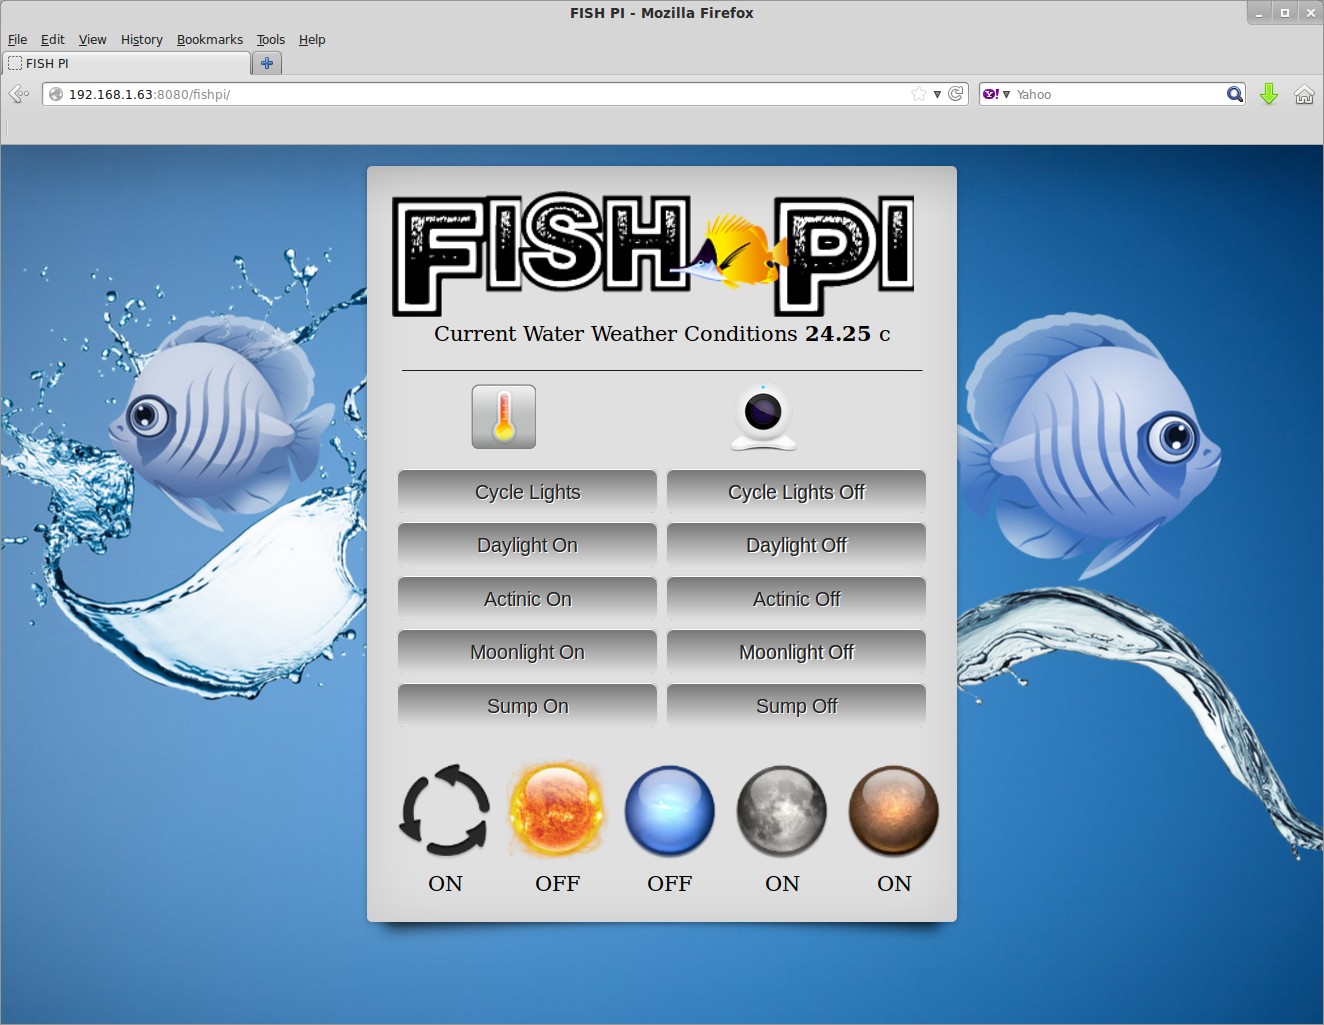 FISH PI - Mozilla Firefox
File Edit View History Bookmarks Tools Help
FISH PI
192.168.1.63:8080/fishpi/
Y! Yahoo
FISH PI
Current Water Weather Conditions 24.25 c
Cycle Lights Cycle Lights Off
Daylight On Daylight Off
Actinic On Actinic Off
Moonlight On Moonlight Off
Sump On Sump Off
ON OFF OFF ON ON